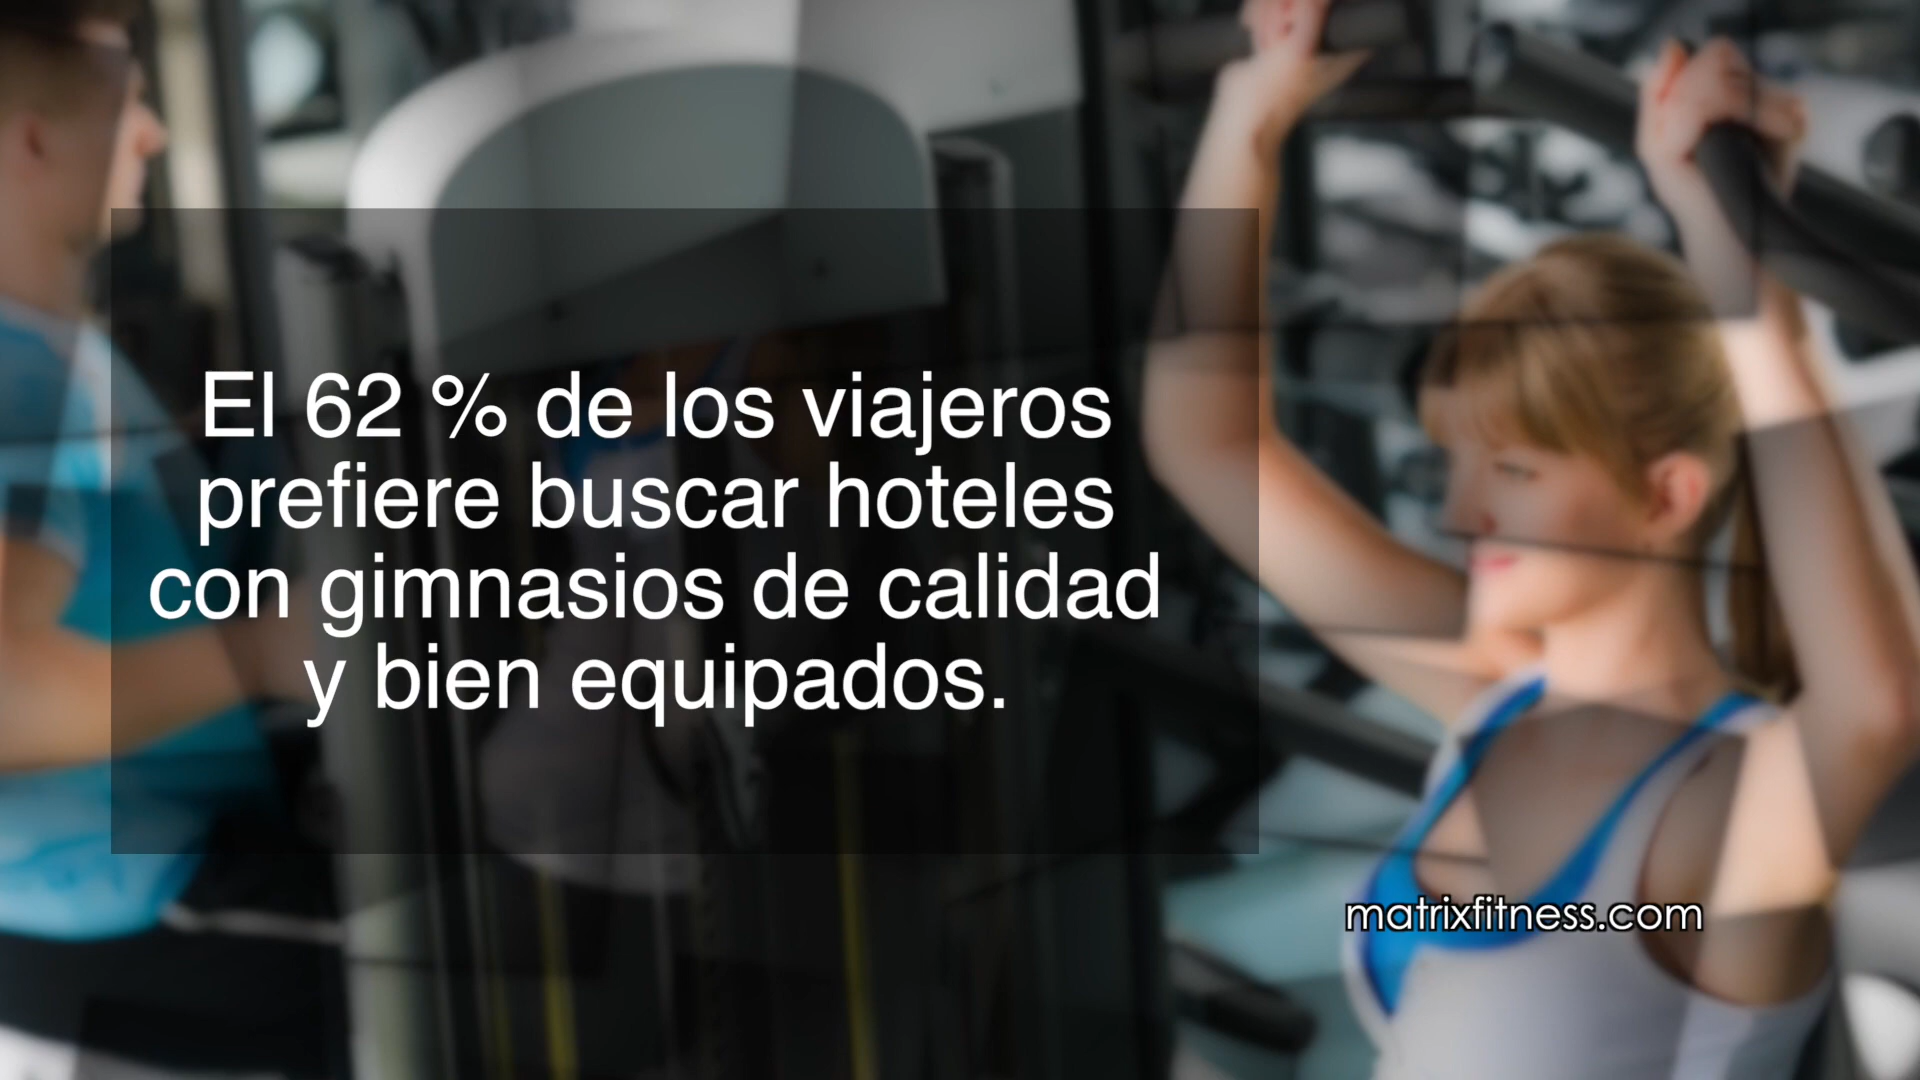 El 62 % de los viajeros
prefiere buscar hoteles
con gimnasios de calidad
y bien equipados.
matrixfitness.com